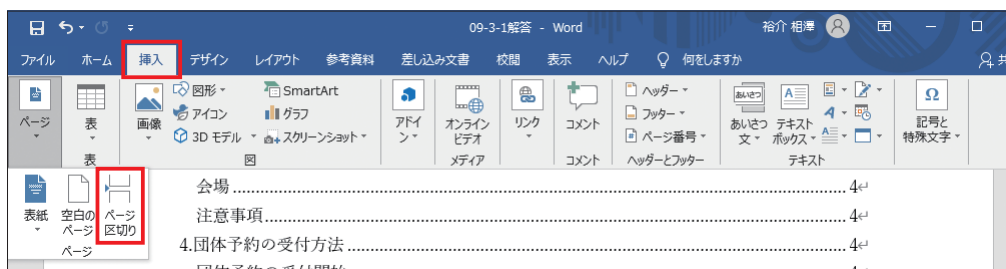 09-3-1解答 - Word
裕介 相澤
ファイル ホーム 挿入 デザイン レイアウト 参考資料 差し込み文書 校閲 表示 ヘルプ 何をしますか 共
ページ
表
画像
図形
アイコン
3D モデル
SmartArt
グラフ
スクリーンショット
アドイン
オンライン ビデオ
リンク
コメント
ヘッダー
フッター
ページ番号
あいさつ
あいさつ文
テキスト ボックス
記号と特殊文字
表 図 メディア コメント ヘッダーとフッター テキスト
表紙
空白のページ
ページ区切り
ページ
会場 4
注意事項 4
4.団体予約の受付方法 4